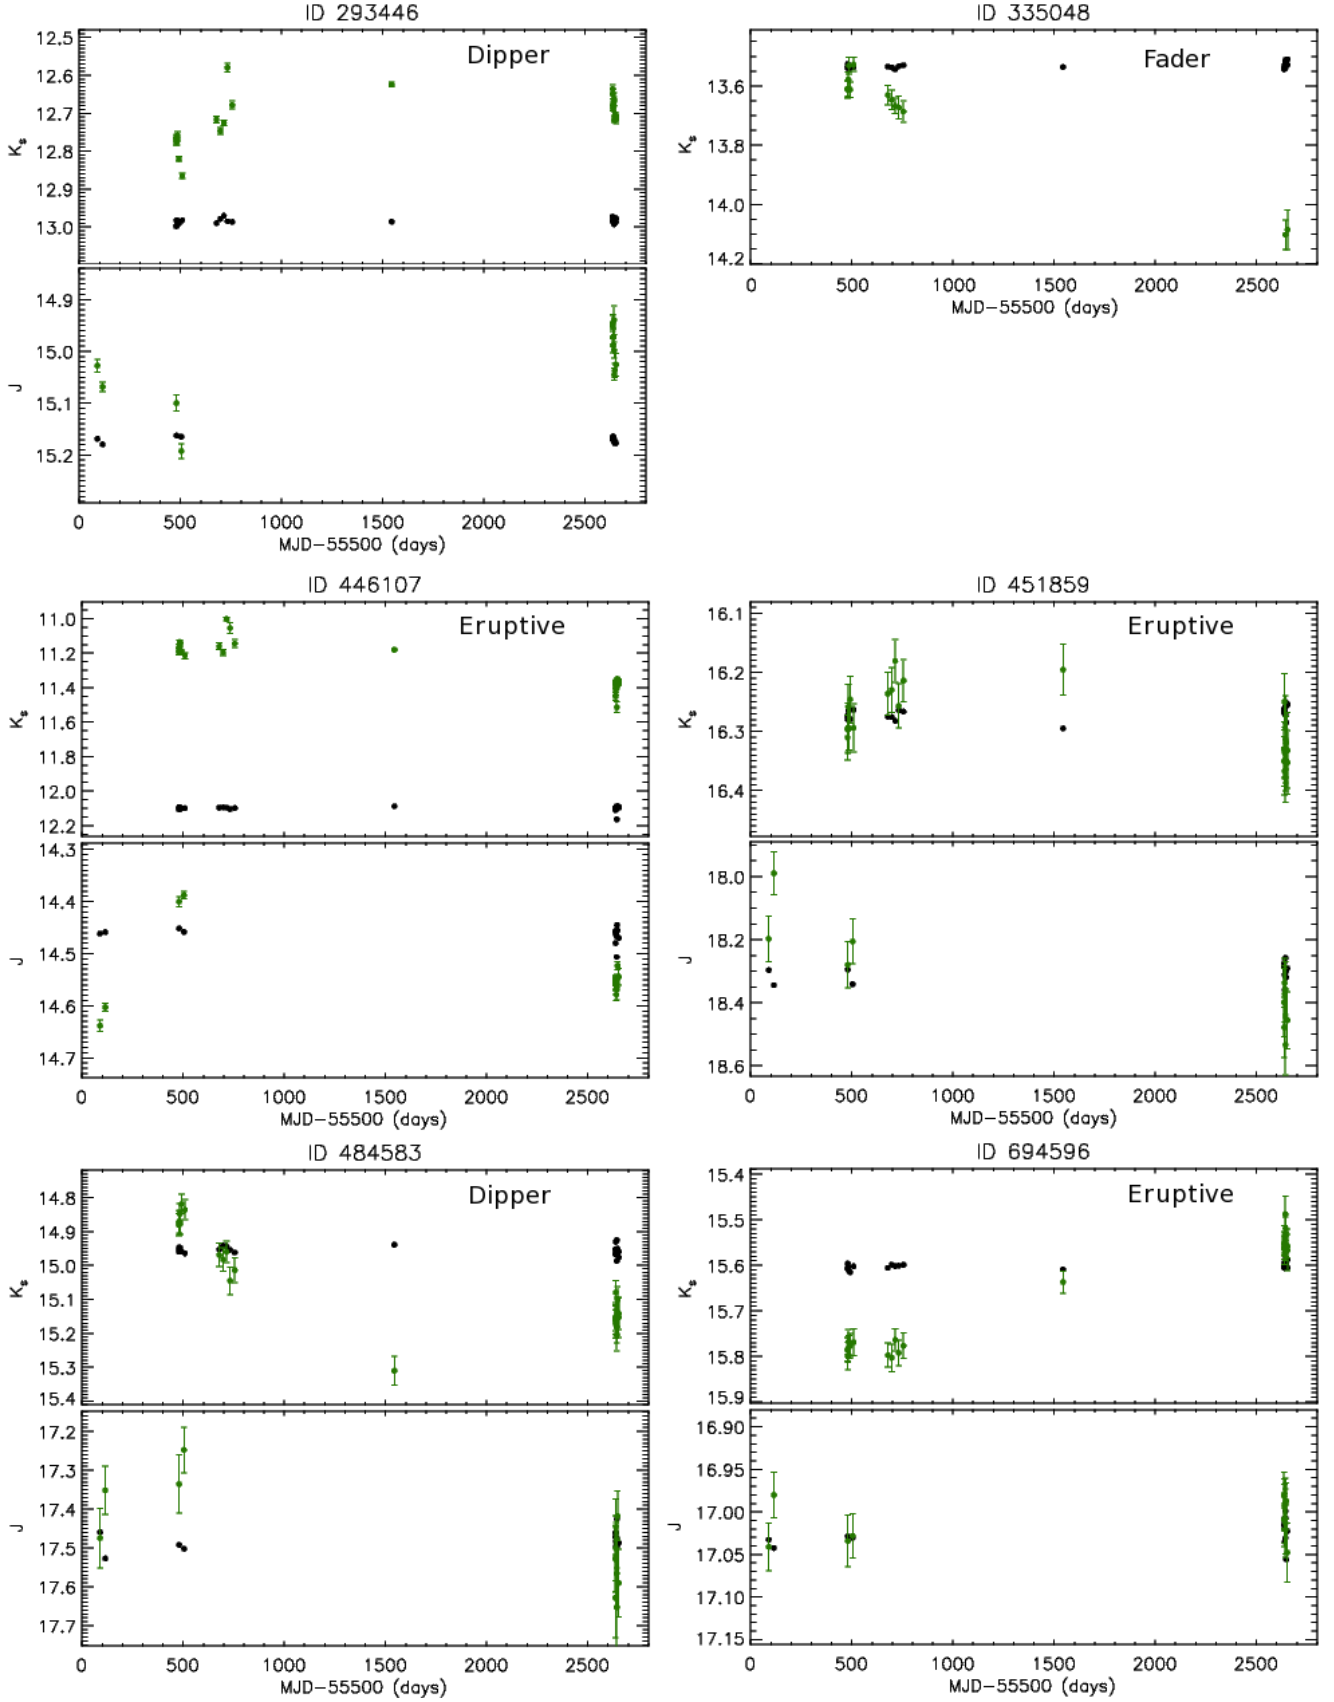 ID 293446
Dipper
12.5
12.6
12.7
12.8
12.9
13.0
K_s
14.9
15.0
15.1
15.2
J
0 500 1000 1500 2000 2500
MJD-55500 (days)
ID 335048
Fader
13.6
13.8
14.0
14.2
K_s
0 500 1000 1500 2000 2500
MJD-55500 (days)
ID 446107
Eruptive
11.0
11.2
11.4
11.6
11.8
12.0
12.2
K_s
14.3
14.4
14.5
14.6
14.7
J
0 500 1000 1500 2000 2500
MJD-55500 (days)
ID 451859
Eruptive
16.1
16.2
16.3
16.4
K_s
18.0
18.2
18.4
18.6
J
0 500 1000 1500 2000 2500
MJD-55500 (days)
ID 484583
Dipper
14.8
14.9
15.0
15.1
15.2
15.3
15.4
K_s
17.2
17.3
17.4
17.5
17.6
17.7
J
0 500 1000 1500 2000 2500
MJD-55500 (days)
ID 694596
Eruptive
15.4
15.5
15.6
15.7
15.8
15.9
K_s
16.90
16.95
17.00
17.05
17.10
17.15
J
0 500 1000 1500 2000 2500
MJD-55500 (days)